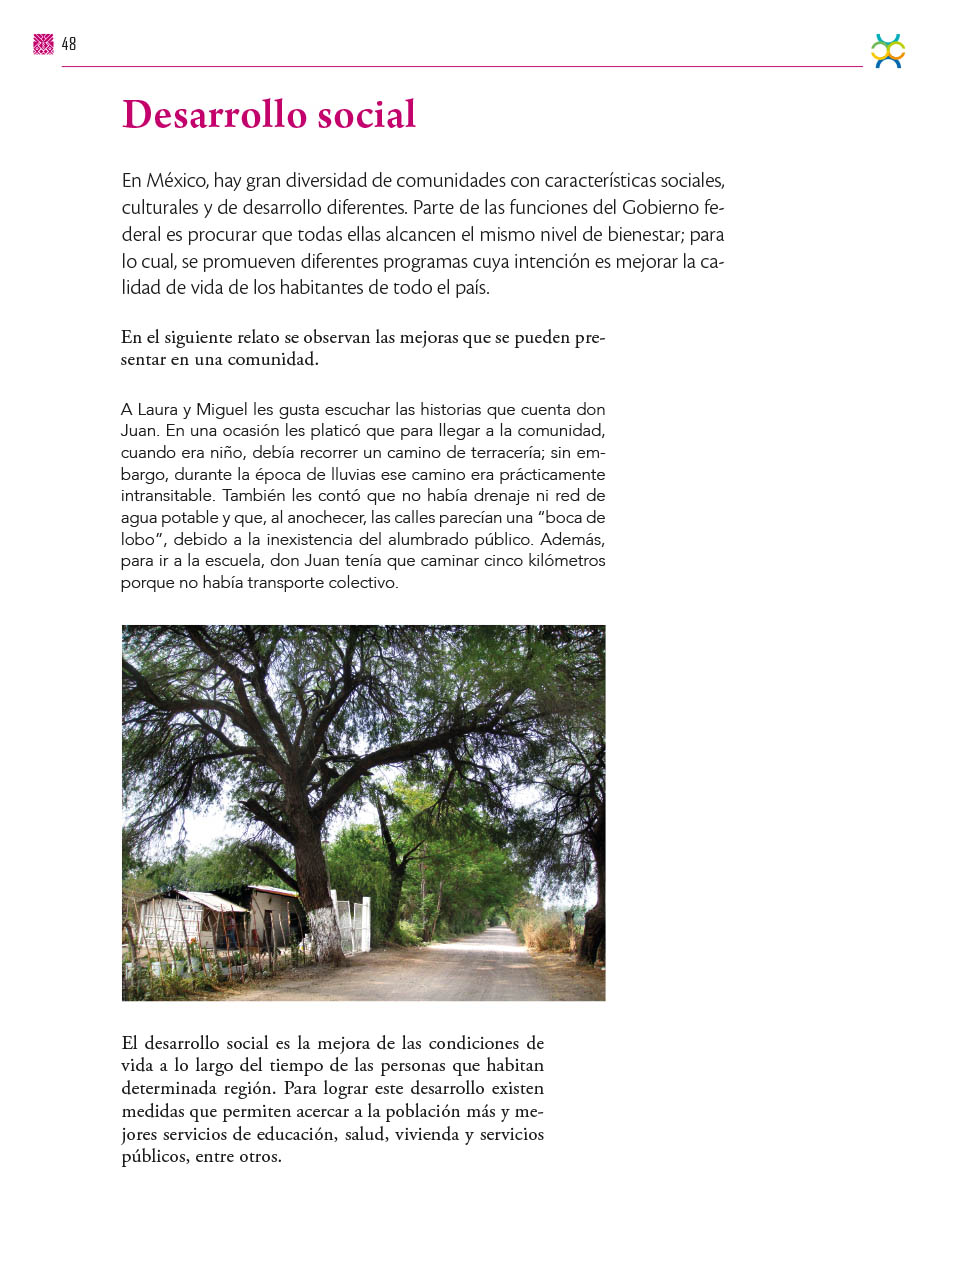 48
Desarrollo social
En México, hay gran diversidad de comunidades con características sociales,
culturales y de desarrollo diferentes. Parte de las funciones del Gobierno fe-
deral es procurar que todas ellas alcancen el mismo nivel de bienestar; para
lo cual, se promueven diferentes programas cuya intención es mejorar la ca-
lidad de vida de los habitantes de todo el país.
En el siguiente relato se observan las mejoras que se pueden pre-
sentar en una comunidad.
A Laura y Miguel les gusta escuchar las historias que cuenta don
Juan. En una ocasión les platicó que para llegar a la comunidad,
cuando era niño, debía recorrer un camino de terracería; sin em-
bargo, durante la época de lluvias ese camino era prácticamente
intransitable. También les contó que no había drenaje ni red de
agua potable y que, al anochecer, las calles parecían una “boca de
lobo”, debido a la inexistencia del alumbrado público. Además,
para ir a la escuela, don Juan tenía que caminar cinco kilómetros
porque no había transporte colectivo.
El desarrollo social es la mejora de las condiciones de
vida a lo largo del tiempo de las personas que habitan
determinada región. Para lograr este desarrollo existen
medidas que permiten acercar a la población más y me-
jores servicios de educación, salud, vivienda y servicios
públicos, entre otros.